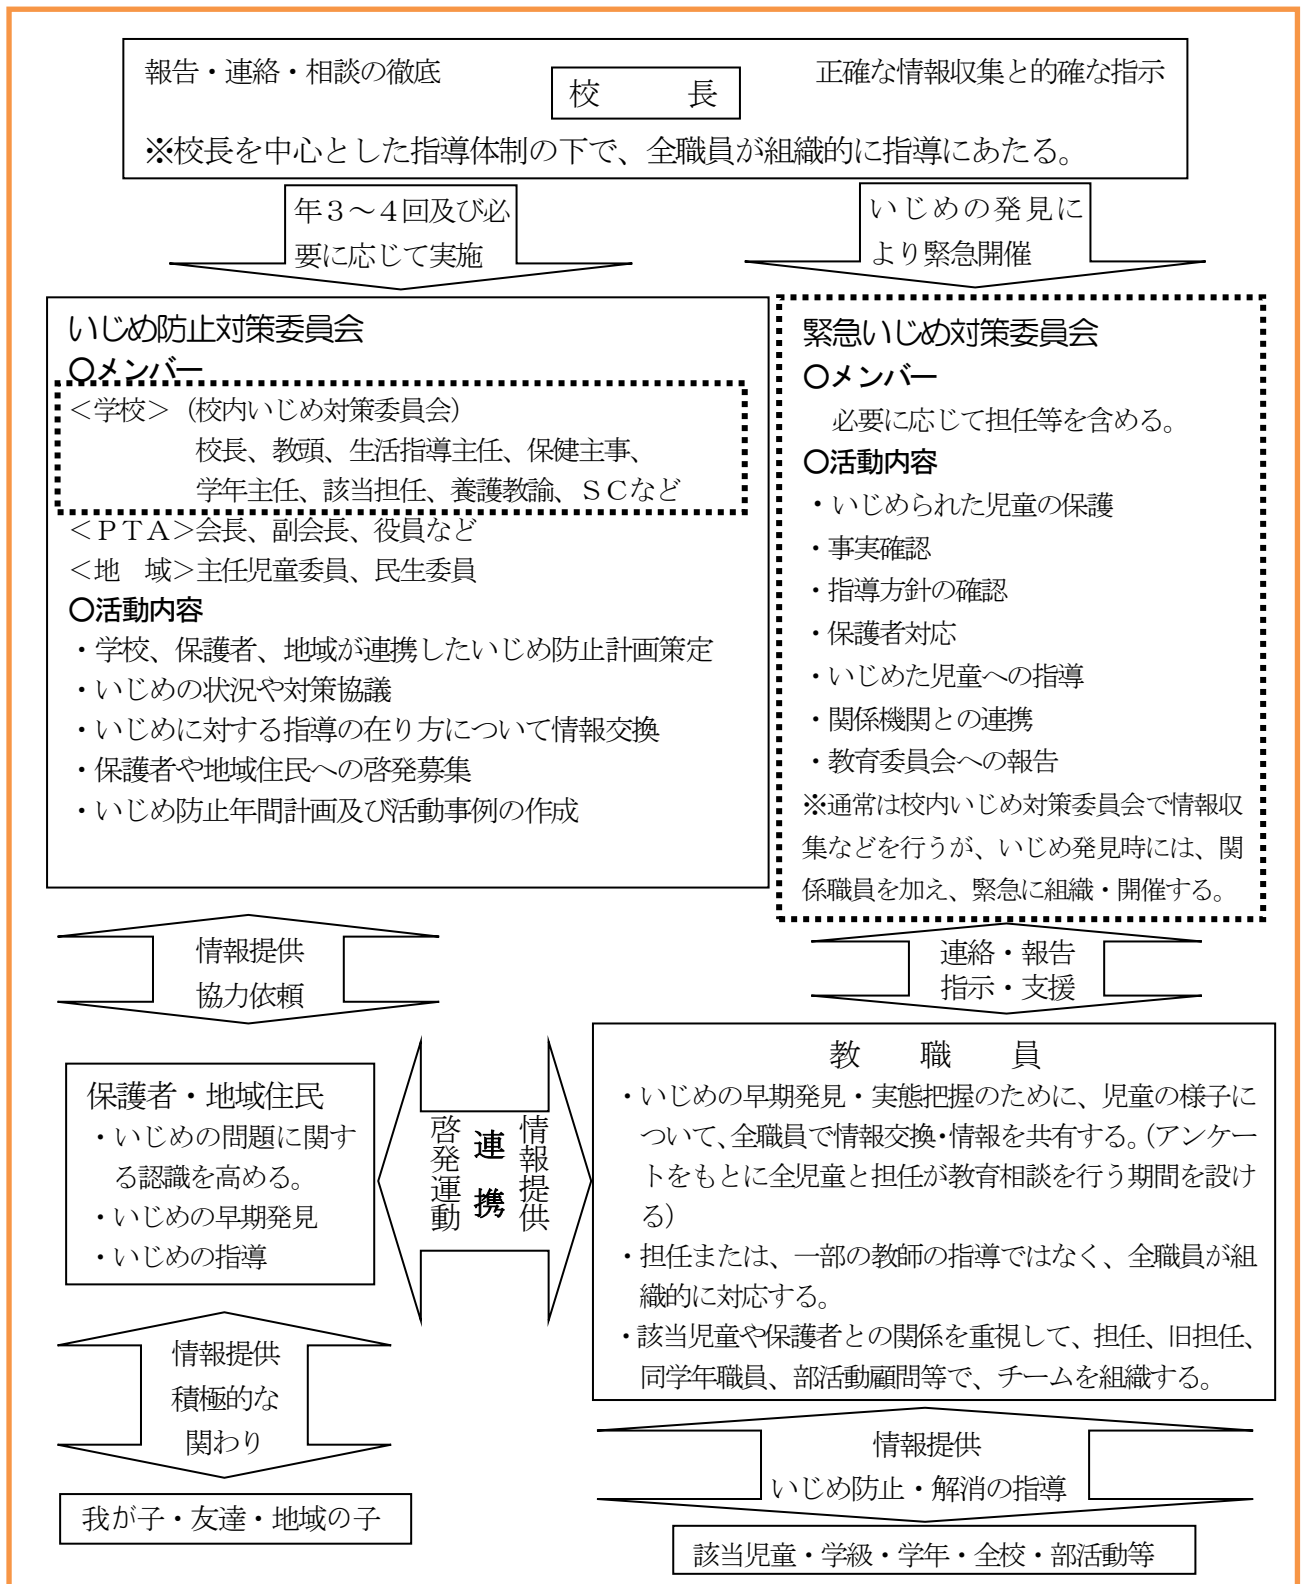 報告・連絡・相談の徹底
校　　長
正確な情報収集と的確な指示
※校長を中心とした指導体制の下で、全職員が組織的に指導にあたる。
年３～４回及び必
要に応じて実施
いじめの発見に
より緊急開催
いじめ防止対策委員会
○メンバー
＜学校＞（校内いじめ対策委員会）
校長、教頭、生活指導主任、保健主事、
学年主任、該当担任、養護教諭、ＳＣなど
＜ＰＴＡ＞会長、副会長、役員など
＜地　域＞主任児童委員、民生委員
○活動内容
・学校、保護者、地域が連携したいじめ防止計画策定
・いじめの状況や対策協議
・いじめに対する指導の在り方について情報交換
・保護者や地域住民への啓発募集
・いじめ防止年間計画及び活動事例の作成
緊急いじめ対策委員会
○メンバー
必要に応じて担任等を含める。
○活動内容
・いじめられた児童の保護
・事実確認
・指導方針の確認
・保護者対応
・いじめた児童への指導
・関係機関との連携
・教育委員会への報告
※通常は校内いじめ対策委員会で情報収
集などを行うが、いじめ発見時には、関
係職員を加え、緊急に組織・開催する。
情報提供
協力依頼
連絡・報告
指示・支援
保護者・地域住民
・いじめの問題に関す
る認識を高める。
・いじめの早期発見
・いじめの指導
情報提供
連携
啓発運動
教　職　員
・いじめの早期発見・実態把握のために、児童の様子に
ついて、全職員で情報交換・情報を共有する。（アンケー
トをもとに全児童と担任が教育相談を行う期間を設け
る）
・担任または、一部の教師の指導ではなく、全職員が組
織的に対応する。
・該当児童や保護者との関係を重視して、担任、旧担任、
同学年職員、部活動顧問等で、チームを組織する。
情報提供
積極的な
関わり
情報提供
いじめ防止・解消の指導
我が子・友達・地域の子
該当児童・学級・学年・全校・部活動等